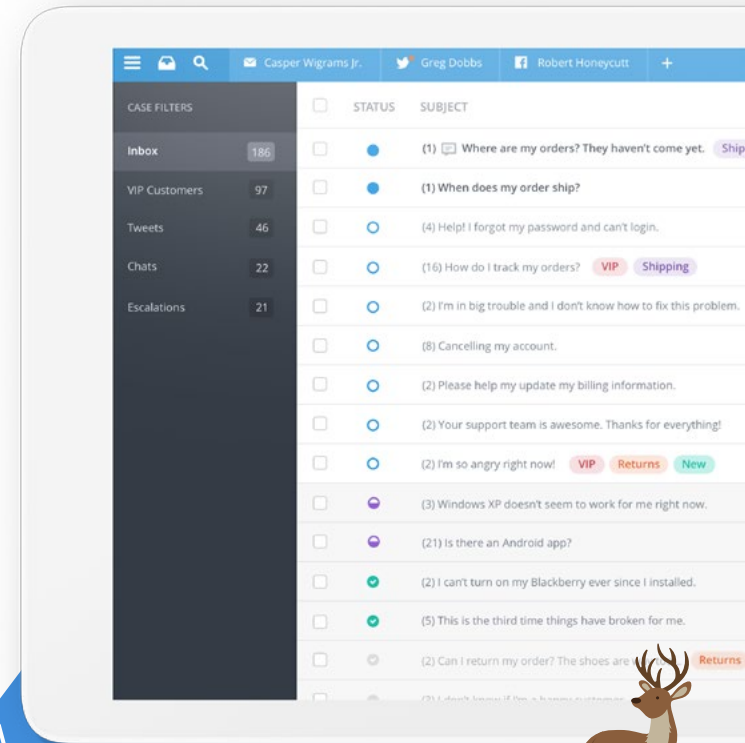 Casper Wigrams Jr. Greg Dobbs Robert Honeycutt +
CASE FILTERS
Inbox 186
VIP Customers 97
Tweets 46
Chats 22
Escalations 21
STATUS SUBJECT
(1) Where are my orders? They haven't come yet. Ship
(1) When does my order ship?
(4) Help! I forgot my password and can't login.
(16) How do I track my orders? VIP Shipping
(2) I'm in big trouble and I don't know how to fix this problem.
(8) Cancelling my account.
(2) Please help my update my billing information.
(2) Your support team is awesome. Thanks for everything!
(2) I'm so angry right now! VIP Returns New
(3) Windows XP doesn't seem to work for me right now.
(21) Is there an Android app?
(2) I can't turn on my Blackberry ever since I installed.
(5) This is the third time things have broken for me.
(2) Can I return my order? The shoes are Returns
(2) I don't know if I'm a happy customer